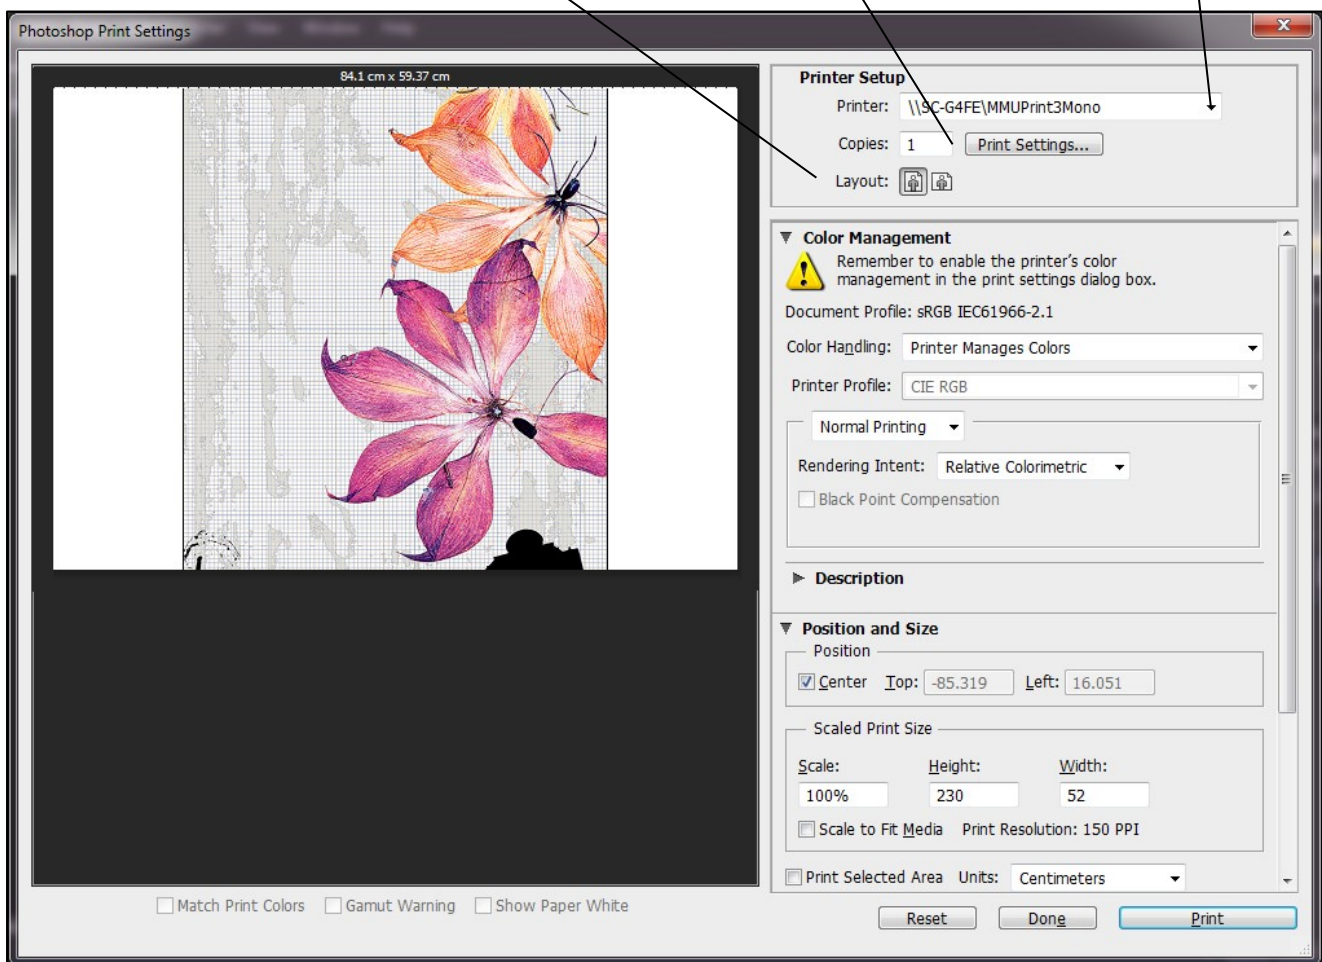 Photoshop Print Settings
84.1 cm x 59.37 cm
Printer Setup
Printer: \\SC-G4FE\MMUPrint3Mono
Copies: 1 Print Settings...
Layout:
Color Management
Remember to enable the printer's color
management in the print settings dialog box.
Document Profile: sRGB IEC61966-2.1
Color Handling: Printer Manages Colors
Printer Profile: CIE RGB
Normal Printing
Rendering Intent: Relative Colorimetric
Black Point Compensation
Description
Position and Size
Position
Center Top: -85.319 Left: 16.051
Scaled Print Size
Scale: Height: Width:
100% 230 52
Scale to Fit Media Print Resolution: 150 PPI
Print Selected Area Units: Centimeters
Match Print Colors Gamut Warning Show Paper White
Reset Done Print